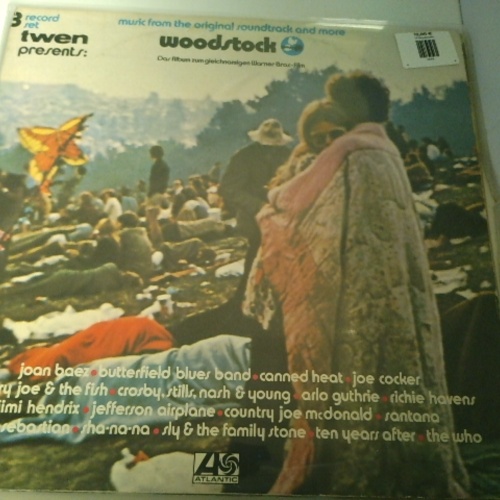 3 record
set
twen
presents:
music from the original soundtrack and more
woodstock
Das Album zum gleichnamigen Warner Bros.-Film
joan baez•butterfield blues band•canned heat•joe cocker
ry joe & the fish•crosby, stills, nash & young•arlo guthrie•richie havens
imi hendrix•jefferson airplane•country joe mcdonald•santana
sebastian•sha-na-na•sly & the family stone•ten years after•the who
ATLANTIC